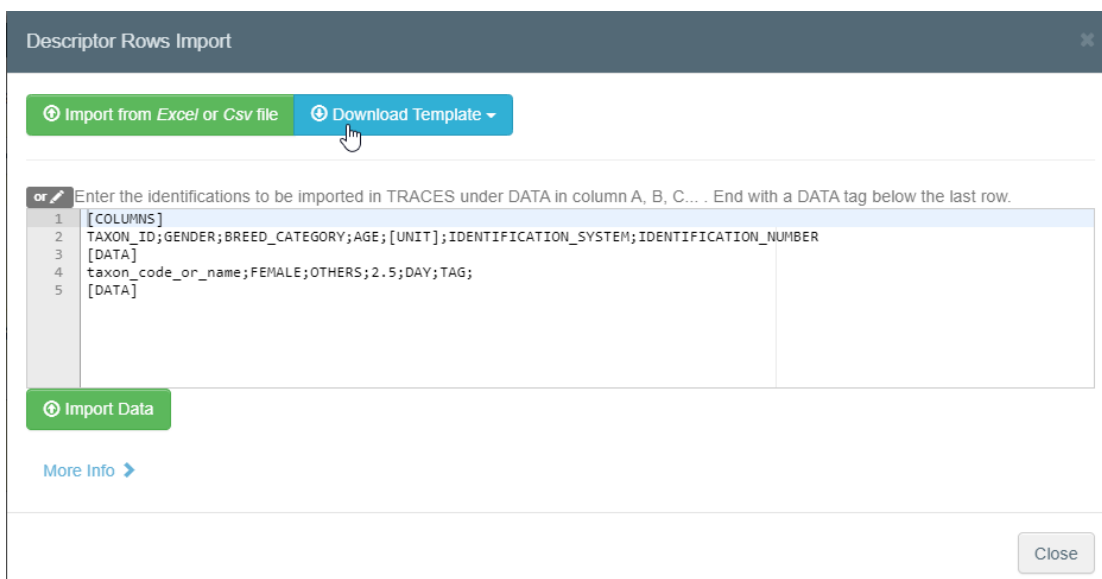 Descriptor Rows Import
Import from Excel or Csv file
Download Template
or Enter the identifications to be imported in TRACES under DATA in column A, B, C... . End with a DATA tag below the last row.
1 [COLUMNS]
2 TAXON_ID;GENDER;BREED_CATEGORY;AGE;[UNIT];IDENTIFICATION_SYSTEM;IDENTIFICATION_NUMBER
3 [DATA]
4 taxon_code_or_name;FEMALE;OTHERS;2.5;DAY;TAG;
5 [DATA]
Import Data
More Info
Close